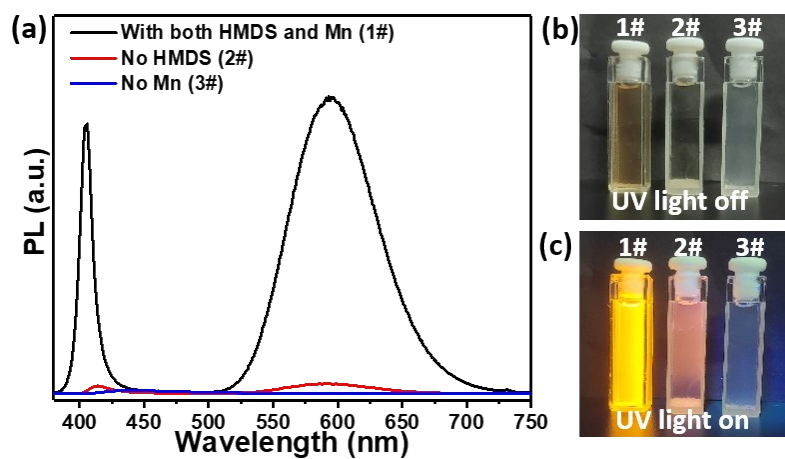 (a)
With both HMDS and Mn (1#)
No HMDS (2#)
No Mn (3#)
PL (a.u.)
400 450 500 550 600 650 700 750
Wavelength (nm)
(b)
1# 2# 3#
UV light off
(c)
1# 2# 3#
UV light on